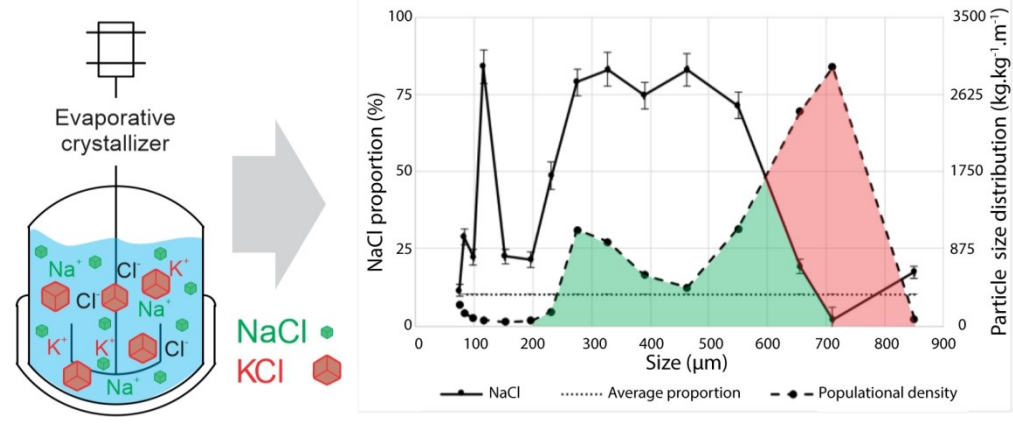 Evaporative
crystallizer
Na⁺
Cl⁻
K⁺
Cl⁻
Na⁺
K⁺
K⁺
Cl⁻
Na⁺
NaCl
KCl
NaCl proportion (%)
100
75
50
25
0
3500
2625
1750
875
0
Particle size distribution (kg.kg⁻¹.m⁻¹)
0 100 200 300 400 500 600 700 800 900
Size (µm)
NaCl
Average proportion
Populational density